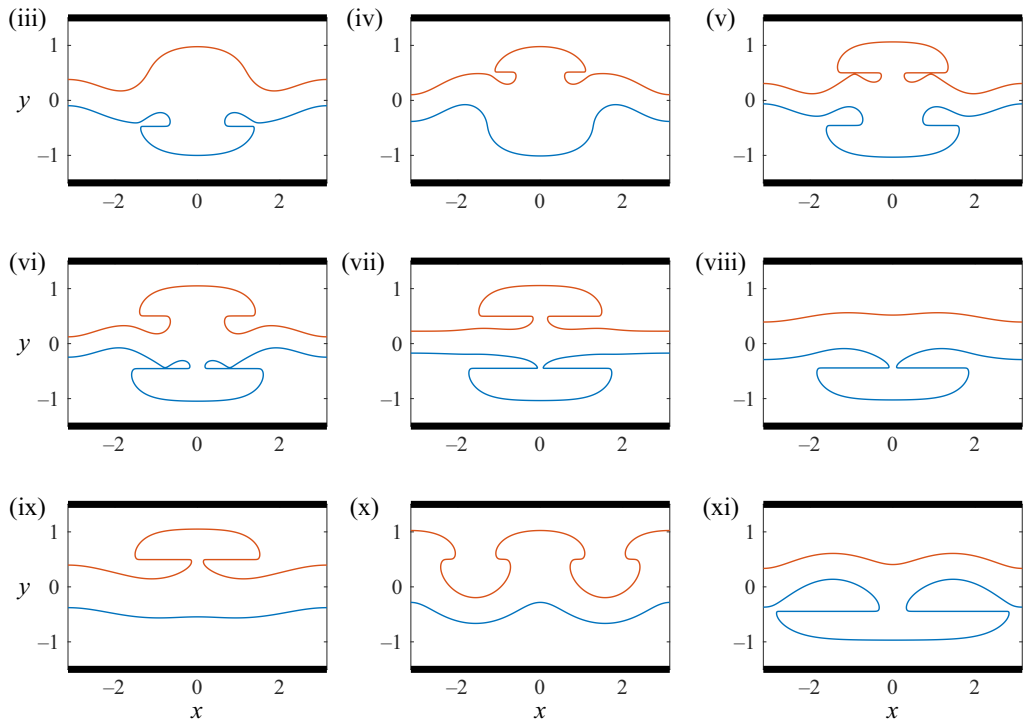 (iii) (iv) (v)
1 1 1
y 0 0 0
–1 –1 –1
–2 0 2 –2 0 2 –2 0 2
(vi) (vii) (viii)
1 1 1
y 0 0 0
–1 –1 –1
–2 0 2 –2 0 2 –2 0 2
(ix) (x) (xi)
1 1 1
y 0 0 0
–1 –1 –1
–2 0 2 –2 0 2 –2 0 2
x x x